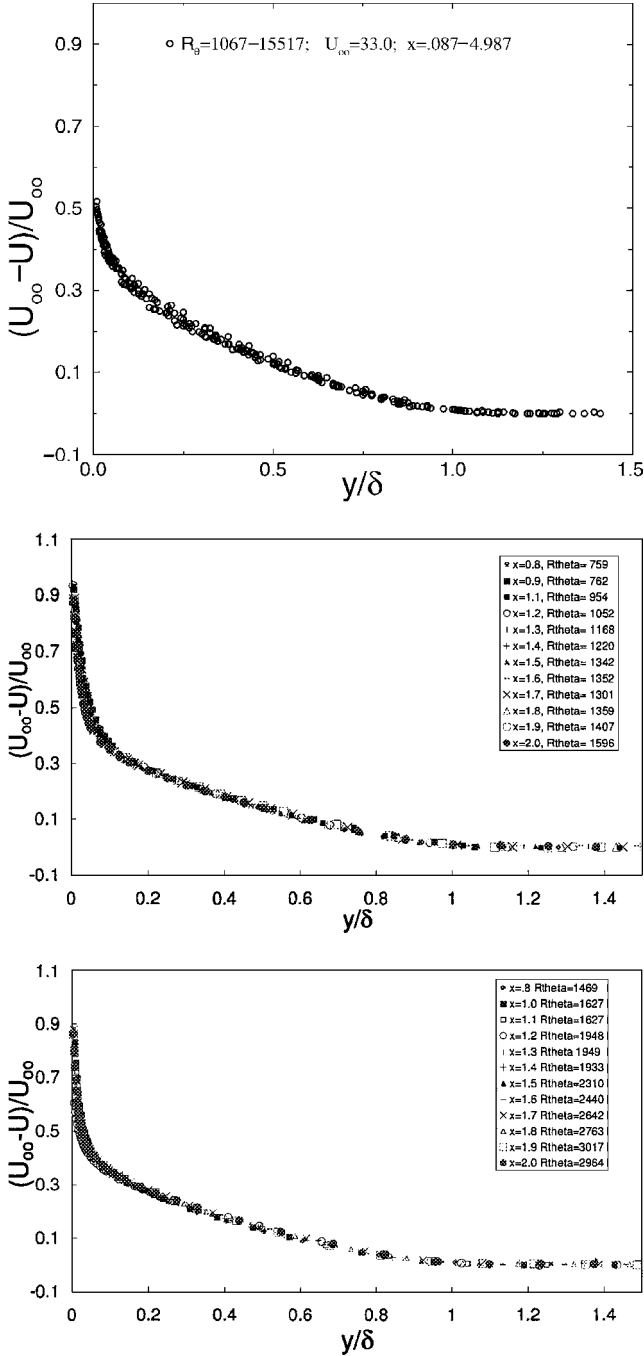 0.9
0.7
0.5
0.3
0.1
−0.1
(U∞ −U)/U∞
R_θ=1067−15517; U∞=33.0; x=.087−4.987
0.0 0.5 1.0 1.5
y/δ
1.1
0.9
0.7
0.5
0.3
0.1
-0.1
(U∞-U)/U∞
x=0.8, Rtheta= 759
x=0.9, Rtheta= 762
x=1.1, Rtheta= 954
x=1.2, Rtheta= 1052
x=1.3, Rtheta= 1168
x=1.4, Rtheta= 1220
x=1.5, Rtheta= 1342
x=1.6, Rtheta= 1352
x=1.7, Rtheta= 1301
x=1.8, Rtheta= 1359
x=1.9, Rtheta= 1407
x=2.0, Rtheta= 1596
0 0.2 0.4 0.6 0.8 1 1.2 1.4
y/δ
1.1
0.9
0.7
0.5
0.3
0.1
-0.1
(U∞-U)/U∞
x=.8 Rtheta=1469
x=1.0 Rtheta=1627
x=1.1 Rtheta=1627
x=1.2 Rtheta=1948
x=1.3 Rtheta 1949
x=1.4 Rtheta=1933
x=1.5 Rtheta=2310
x=1.6 Rtheta=2440
x=1.7 Rtheta=2642
x=1.8 Rtheta=2763
x=1.9 Rtheta=3017
x=2.0 Rtheta=2964
0 0.2 0.4 0.6 0.8 1 1.2 1.4
y/δ